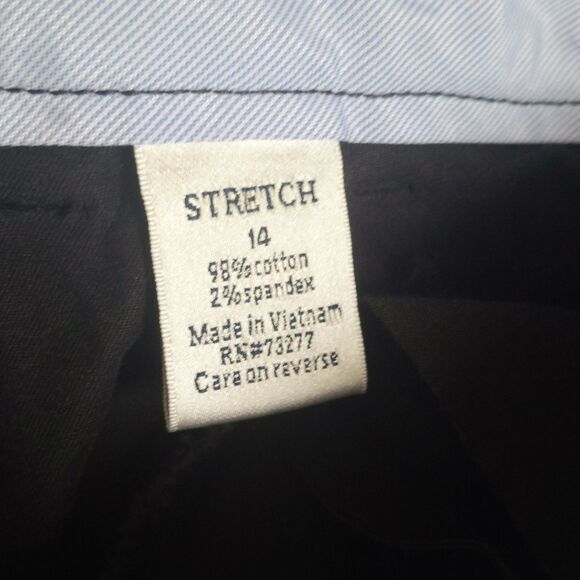 STRETCH
14
98%cotton
2%spandex
Made in Vietnam
RN#73277
Care on reverse